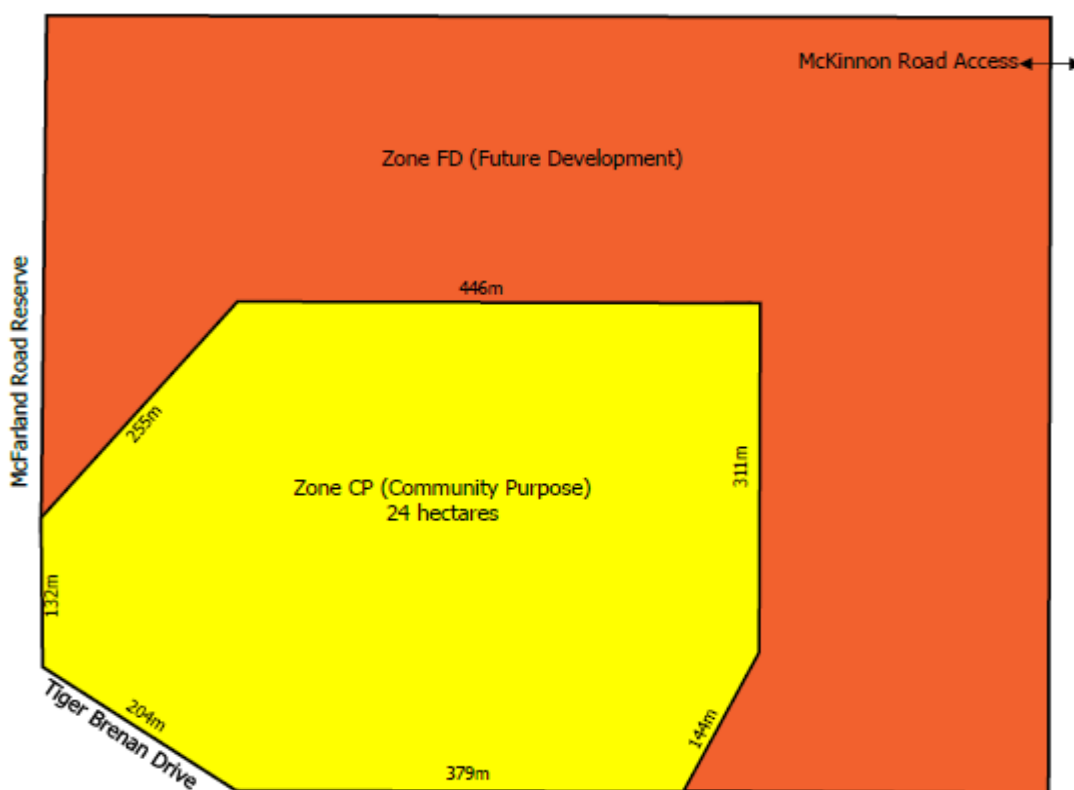 McKinnon Road Access
Zone FD (Future Development)
McFarland Road Reserve
446m
255m
311m
Zone CP (Community Purpose)
24 hectares
132m
Tiger Brenan Drive
204m
144m
379m